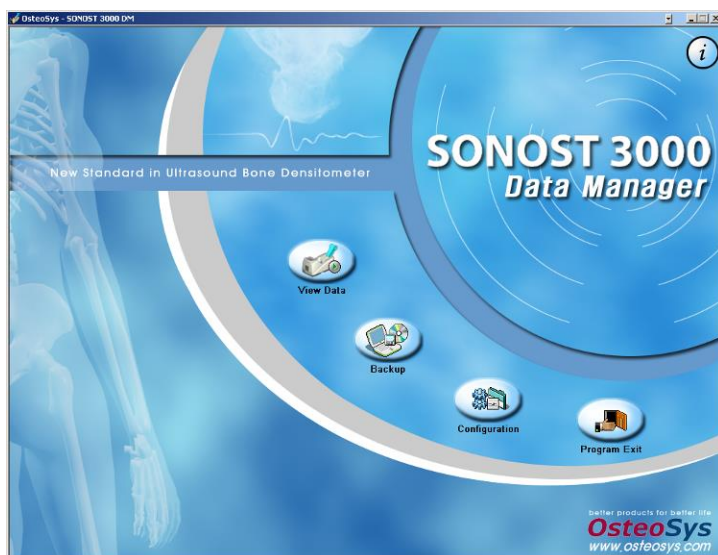 OsteoSys - SONOST 3000 DM
i
SONOST 3000
Data Manager
New Standard in Ultrasound Bone Densitometer
View Data
Backup
Configuration
Program Exit
better products for better life
OsteoSys
www.osteosys.com